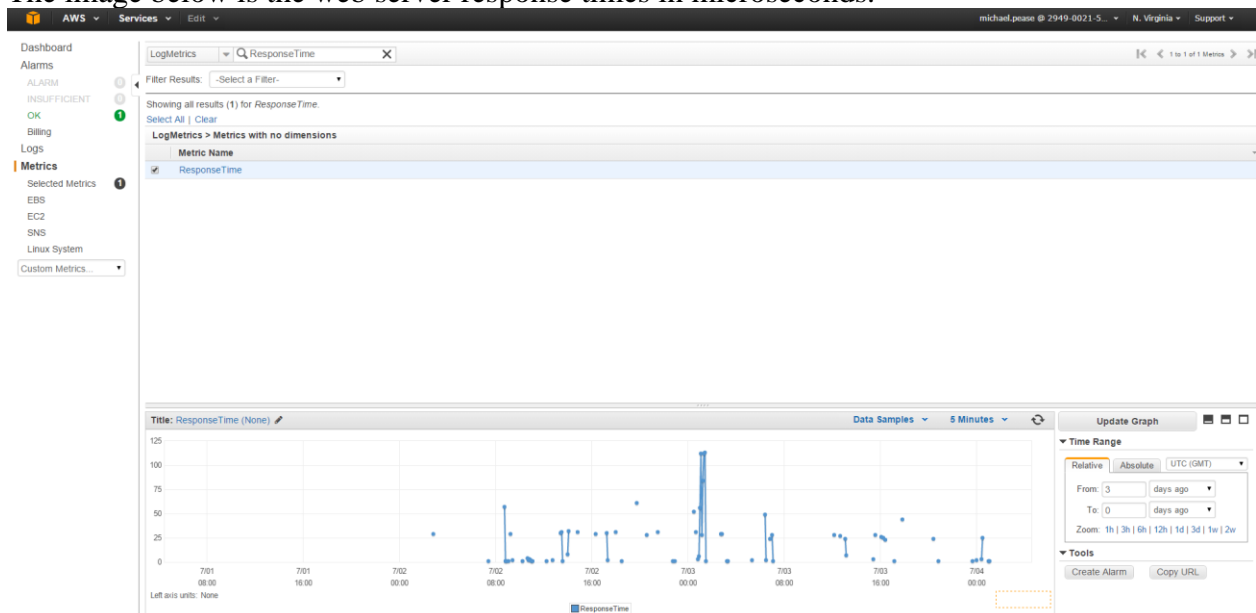 The image below is the web server response times in microseconds.
AWS Services Edit michael.pease @ 2949-0021-5... N. Virginia Support
Dashboard
Alarms
ALARM 0
INSUFFICIENT 0
OK 1
Billing
Logs
Metrics
Selected Metrics 1
EBS
EC2
SNS
Linux System
Custom Metrics...
LogMetrics ResponseTime X 1 to 1 of 1 Metrics
Filter Results: -Select a Filter-
Showing all results (1) for ResponseTime.
Select All | Clear
LogMetrics > Metrics with no dimensions
Metric Name
ResponseTime
Title: ResponseTime (None) Data Samples 5 Minutes
125
100
75
50
25
0
7/01 7/01 7/02 7/02 7/02 7/03 7/03 7/03 7/04
08:00 16:00 00:00 08:00 16:00 00:00 08:00 16:00 00:00
Left axis units: None
ResponseTime
Update Graph
Time Range
Relative Absolute UTC (GMT)
From: 3 days ago
To: 0 days ago
Zoom: 1h | 3h | 6h | 12h | 1d | 3d | 1w | 2w
Tools
Create Alarm Copy URL